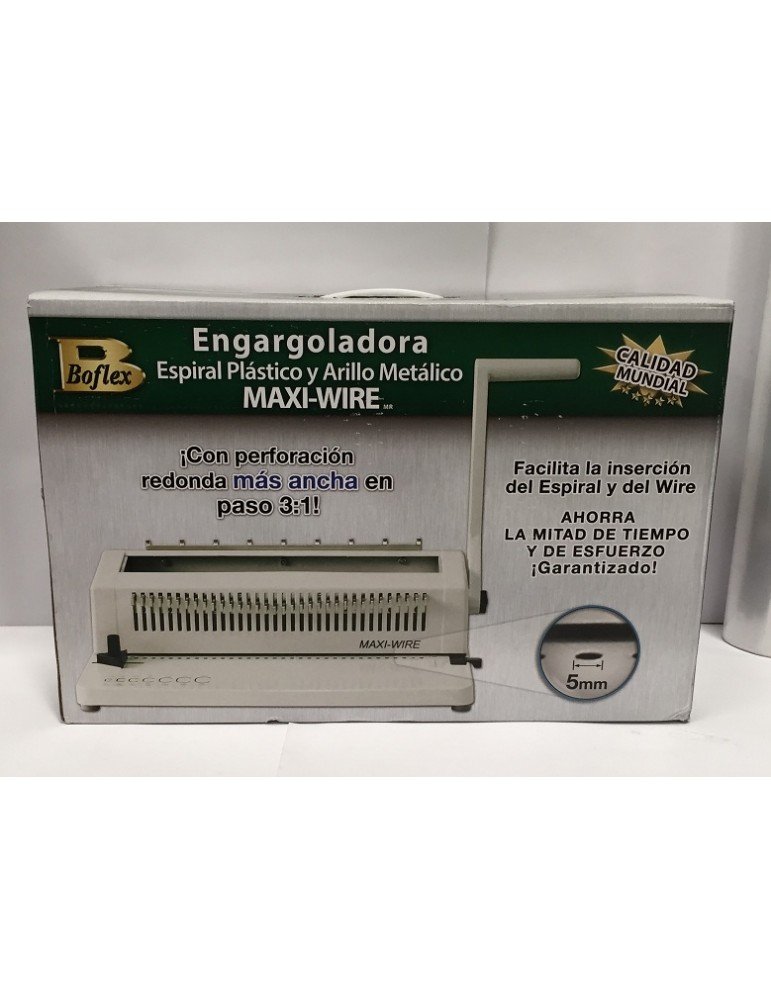 Boflex
Engargoladora
Espiral Plástico y Arillo Metálico
MAXI-WIRE MR
CALIDAD
MUNDIAL
¡Con perforación
redonda más ancha en
paso 3:1!
Facilita la inserción
del Espiral y del Wire
AHORRA
LA MITAD DE TIEMPO
Y DE ESFUERZO
¡Garantizado!
MAXI-WIRE
5mm